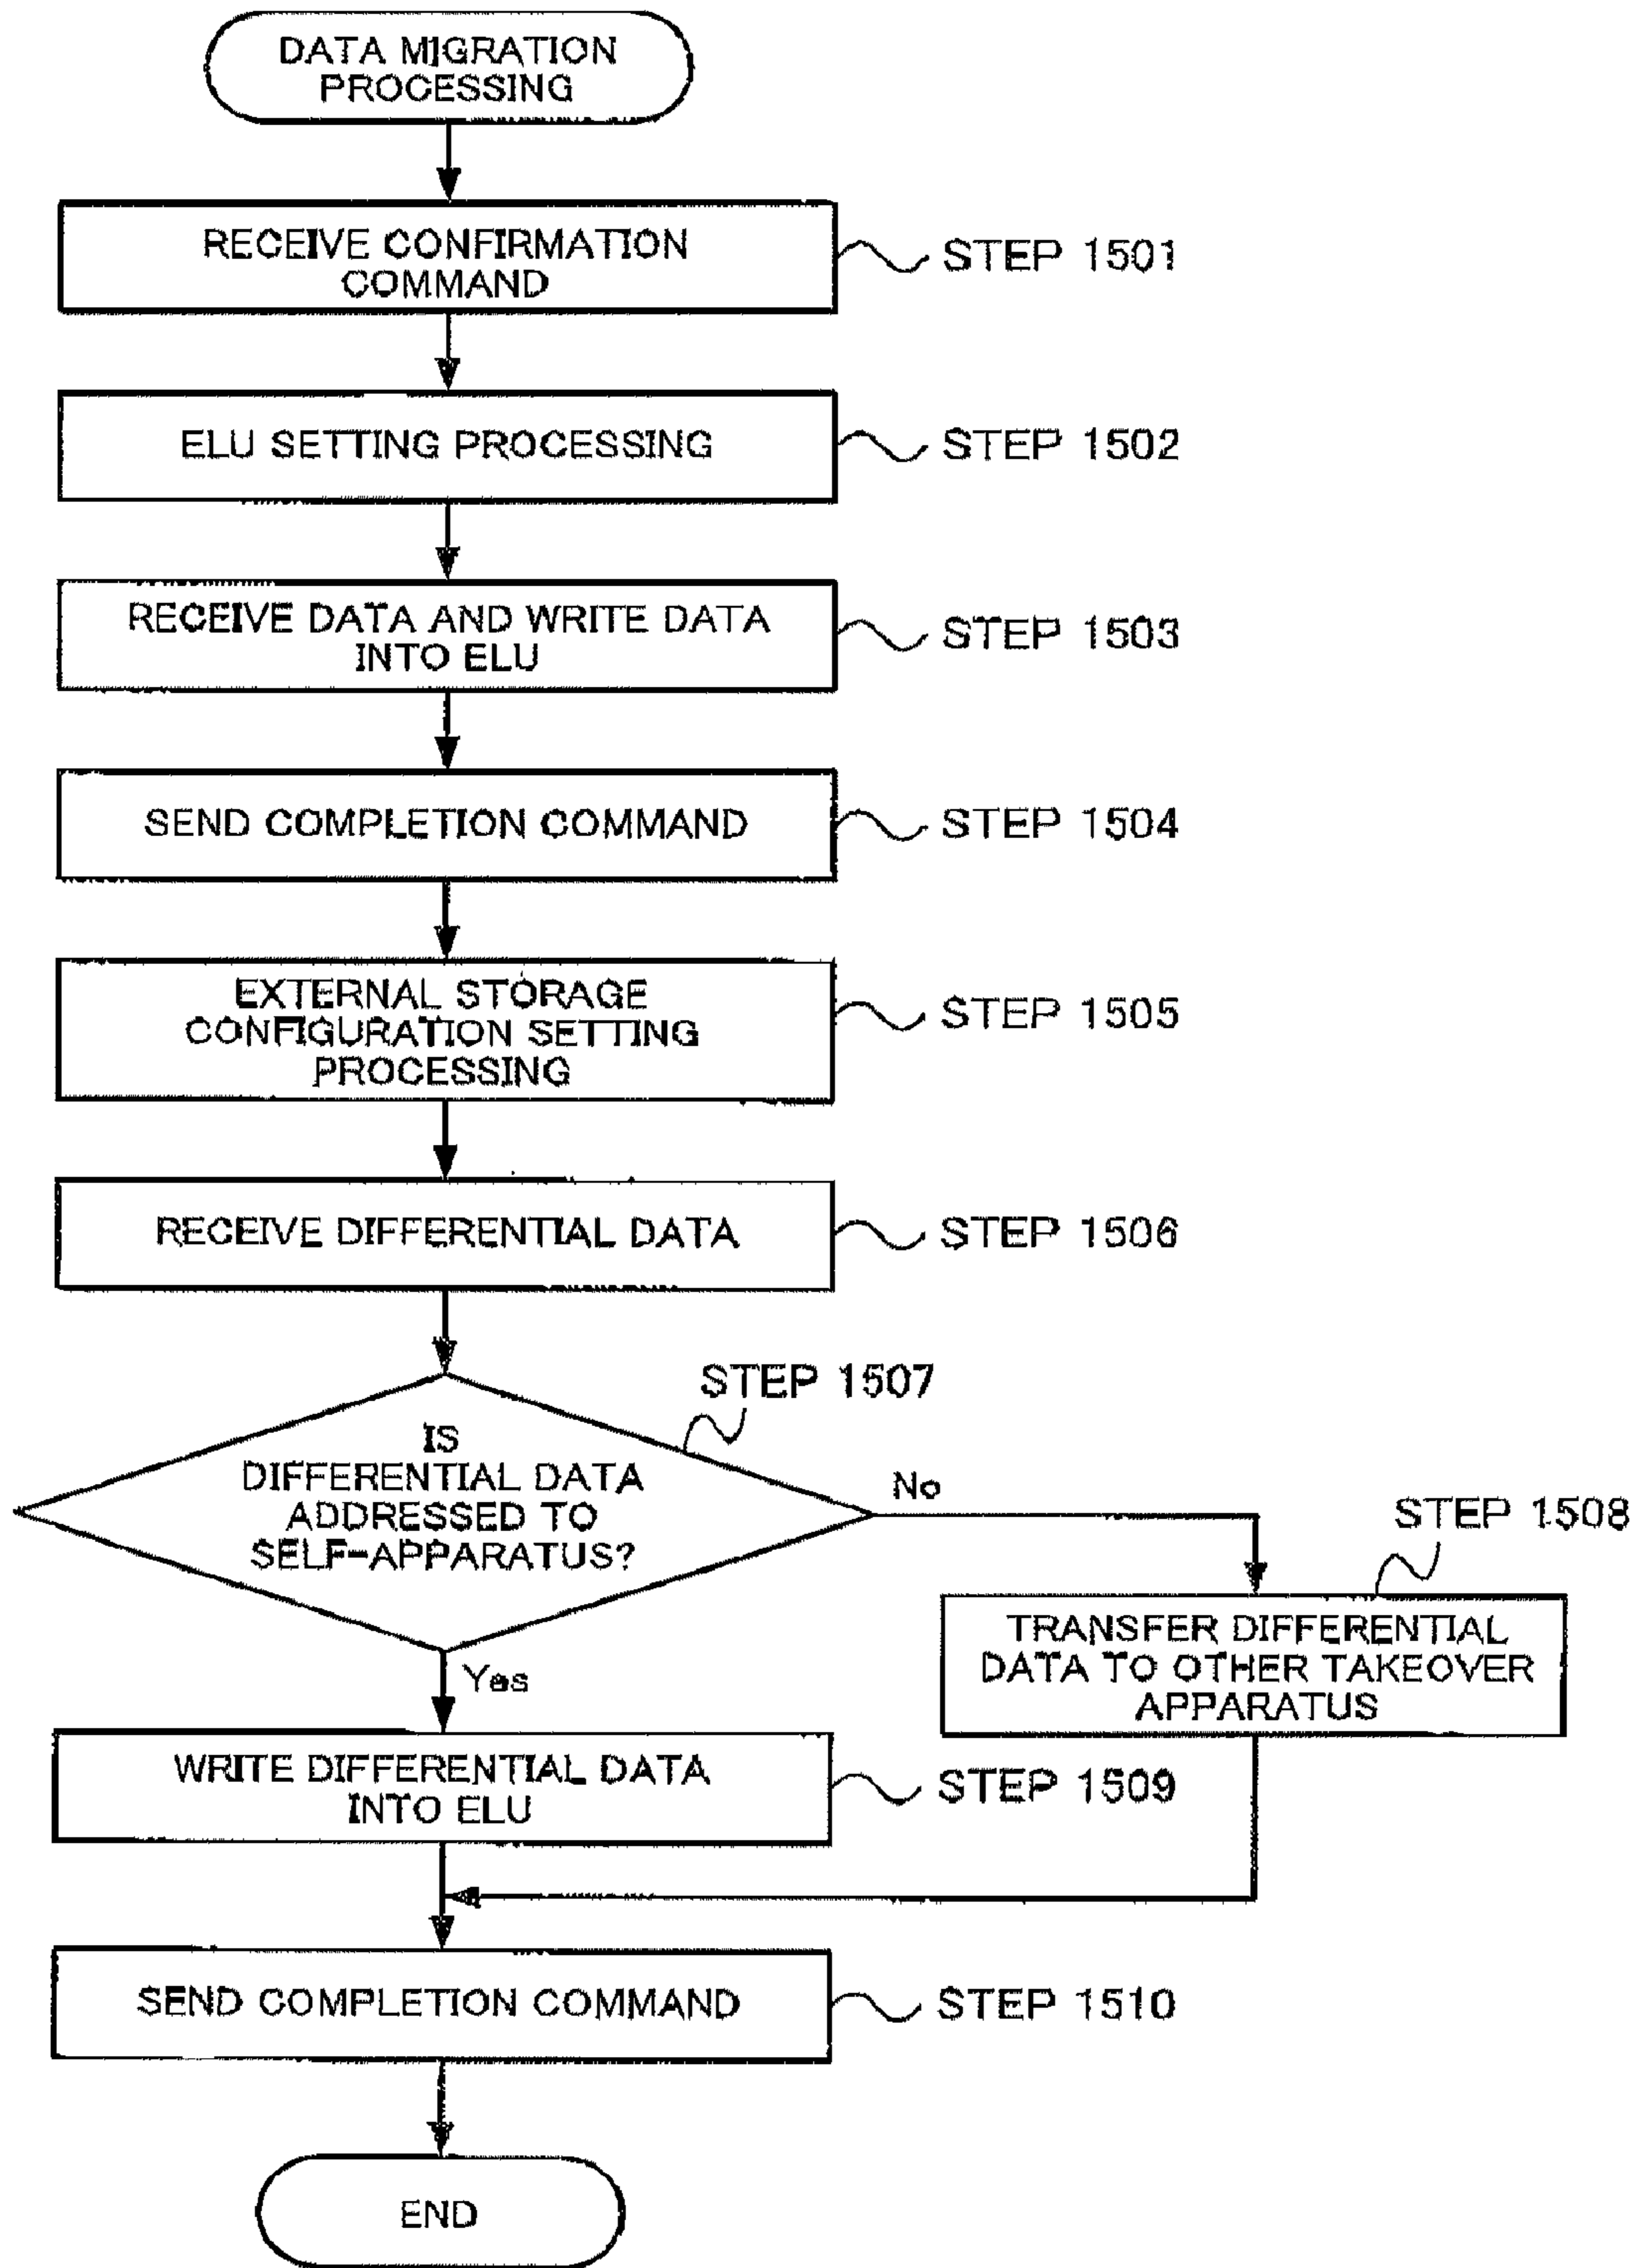 DATA MIGRATION
PROCESSING
RECEIVE CONFIRMATION
COMMAND
STEP 1501
ELU SETTING PROCESSING
STEP 1502
RECEIVE DATA AND WRITE DATA
INTO ELU
STEP 1503
SEND COMPLETION COMMAND
STEP 1504
EXTERNAL STORAGE
CONFIGURATION SETTING
PROCESSING
STEP 1505
RECEIVE DIFFERENTIAL DATA
STEP 1506
STEP 1507
IS
DIFFERENTIAL DATA
ADDRESSED TO
SELF-APPARATUS?
No
STEP 1508
TRANSFER DIFFERENTIAL
DATA TO OTHER TAKEOVER
APPARATUS
Yes
WRITE DIFFERENTIAL DATA
INTO ELU
STEP 1509
SEND COMPLETION COMMAND
STEP 1510
END